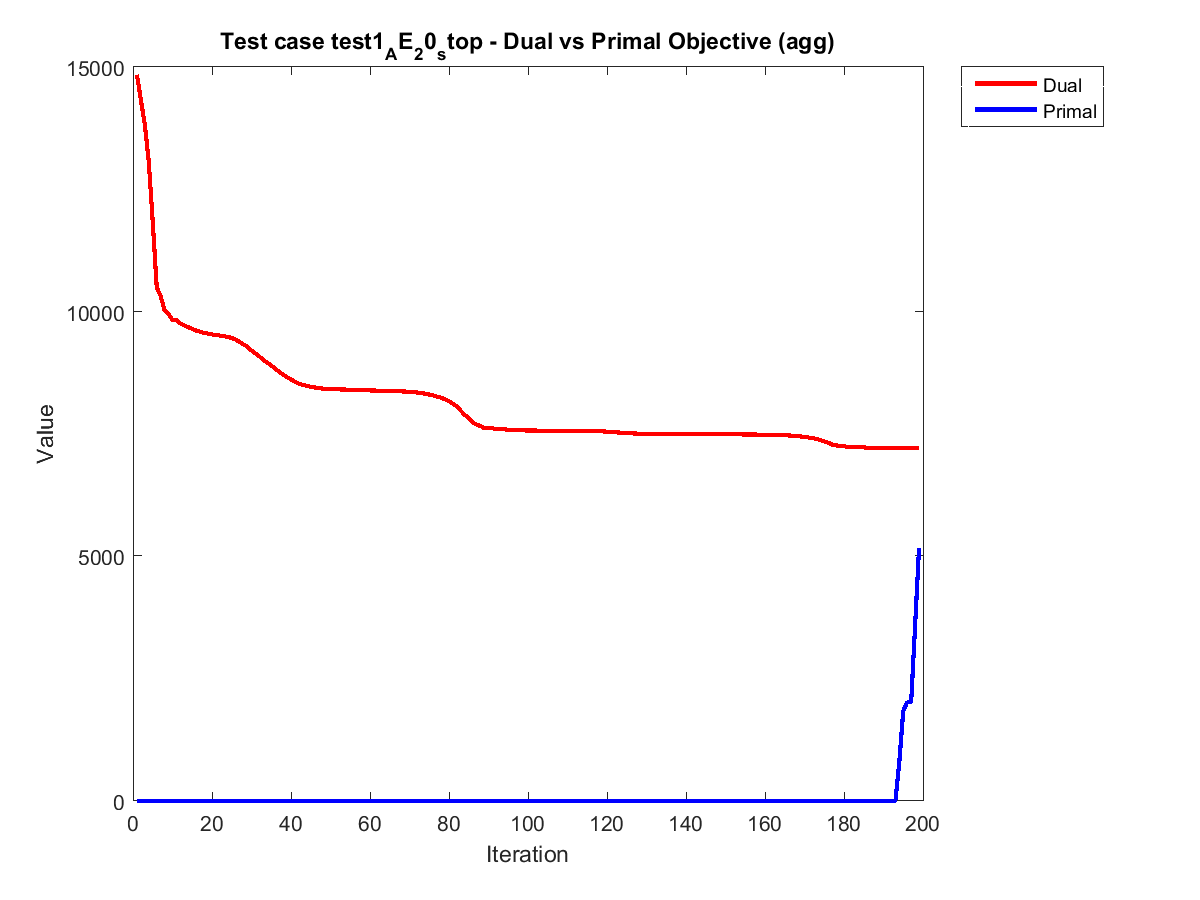 Test case test1_AE_20_stop - Dual vs Primal Objective (agg)
15000
10000
5000
0
Value
0 20 40 60 80 100 120 140 160 180 200
Iteration
Dual
Primal